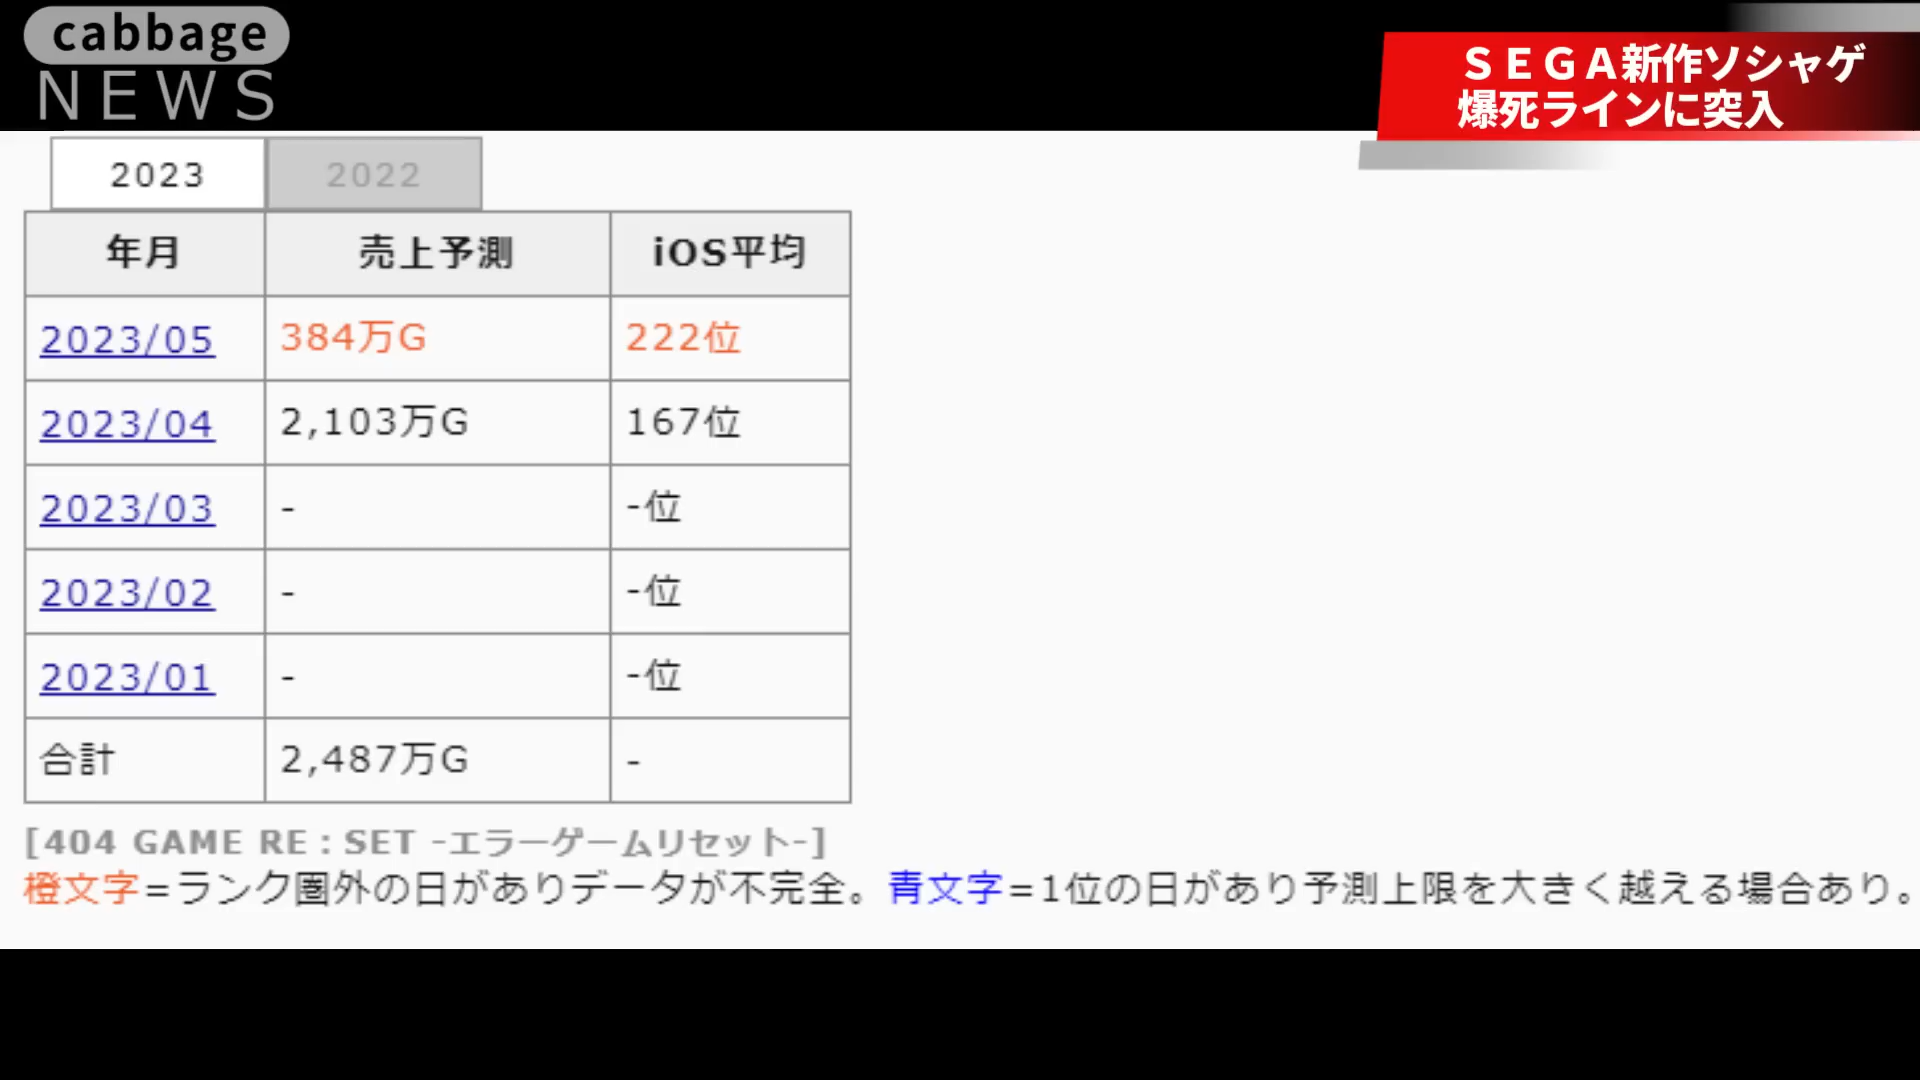 cabbage
NEWS
ＳＥＧＡ新作ソシャゲ
爆死ラインに突入
2023 2022
年月 売上予測 iOS平均
2023/05 384万G 222位
2023/04 2,103万G 167位
2023/03 - -位
2023/02 - -位
2023/01 - -位
合計 2,487万G -
[404 GAME RE：SET -エラーゲームリセット-]
橙文字＝ランク圏外の日がありデータが不完全。青文字＝1位の日があり予測上限を大きく越える場合あり。